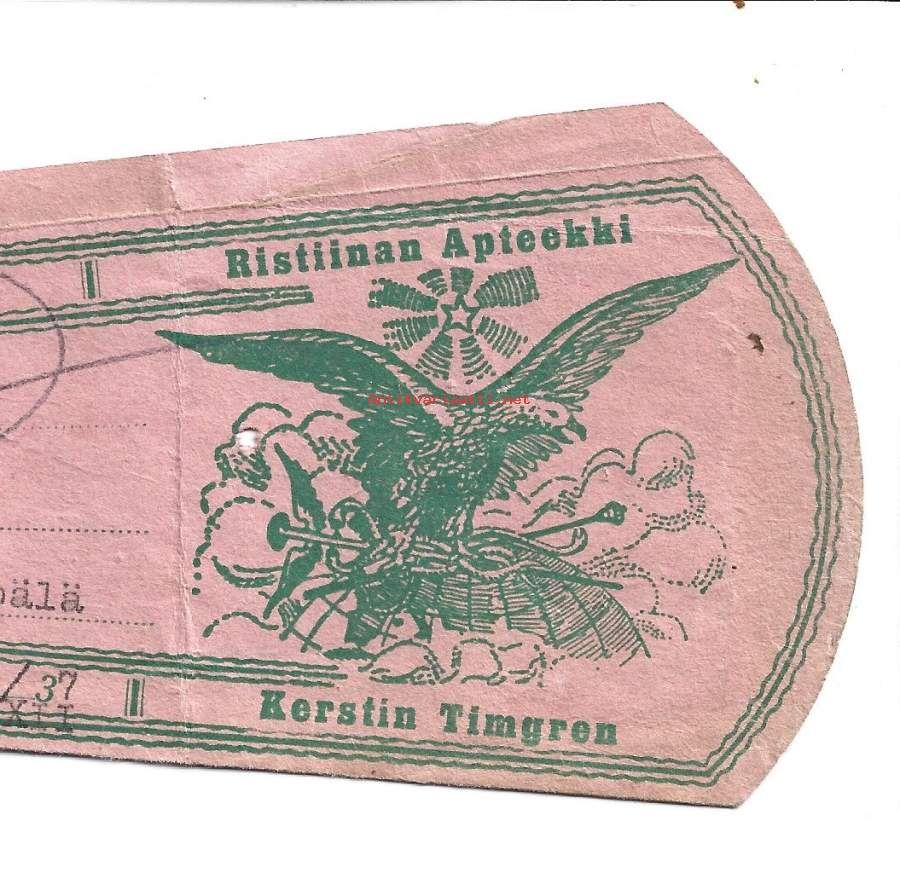 Ristiinan Apteekki
Antikvariaatti.net
pälä
/37
XII
Kerstin Timgren